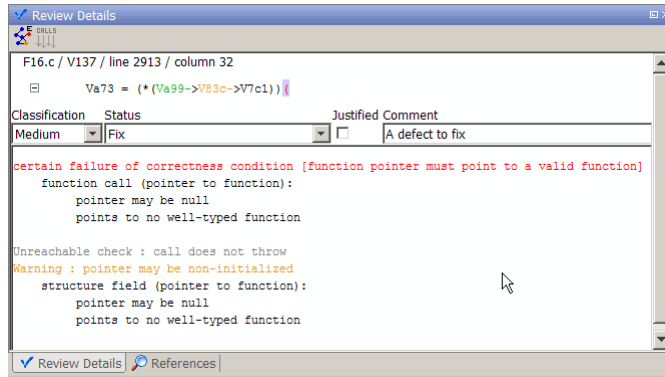 Review Details
E CALLS
F16.c / V137 / line 2913 / column 32
Va73 = (*(Va99->V83c->V7c1))(
Classification Status Justified Comment
Medium Fix A defect to fix
certain failure of correctness condition [function pointer must point to a valid function]
function call (pointer to function):
pointer may be null
points to no well-typed function
Unreachable check : call does not throw
Warning : pointer may be non-initialized
structure field (pointer to function):
pointer may be null
points to no well-typed function
Review Details References